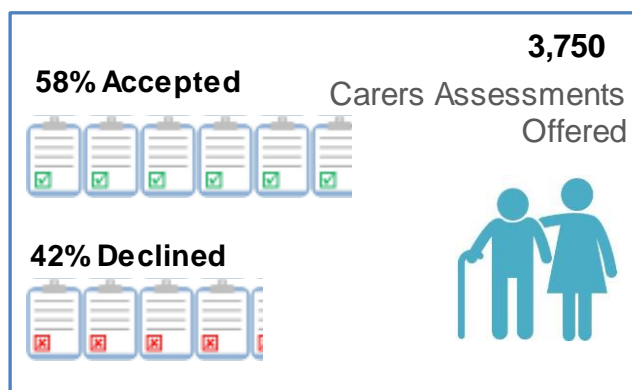 3,750
Carers Assessments
Offered
58% Accepted
42% Declined